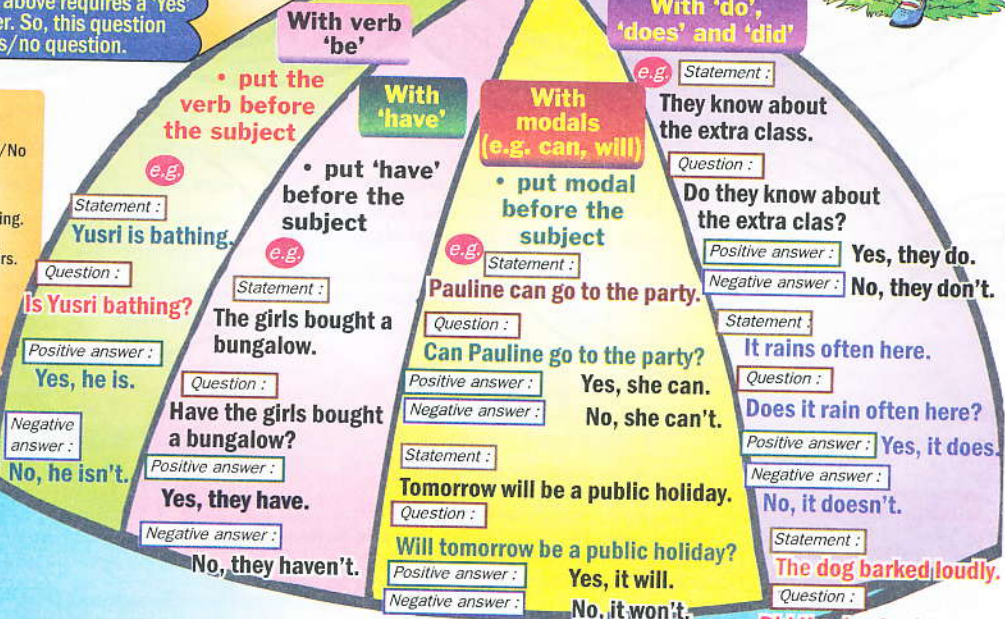 above requires a 'Yes'
er. So, this question
s/no question.
/No
ing.
rs.
With verb
'be'
• put the
verb before
the subject
e.g.
Statement :
Yusri is bathing.
Question :
Is Yusri bathing?
Positive answer :
Yes, he is.
Negative
answer :
No, he isn't.
With
'have'
• put 'have'
before the
subject
e.g.
Statement :
The girls bought a
bungalow.
Question :
Have the girls bought
a bungalow?
Positive answer :
Yes, they have.
Negative answer :
No, they haven't.
With
modals
(e.g. can, will)
• put modal
before the
subject
e.g.
Statement :
Pauline can go to the party.
Question :
Can Pauline go to the party?
Positive answer : Yes, she can.
Negative answer : No, she can't.
Statement :
Tomorrow will be a public holiday.
Question :
Will tomorrow be a public holiday?
Positive answer : Yes, it will.
Negative answer : No, it won't.
With 'do',
'does' and 'did'
e.g. Statement :
They know about
the extra class.
Question :
Do they know about
the extra clas?
Positive answer : Yes, they do.
Negative answer : No, they don't.
Statement :
It rains often here.
Question :
Does it rain often here?
Positive answer : Yes, it does.
Negative answer :
No, it doesn't.
Statement :
The dog barked loudly.
Question :